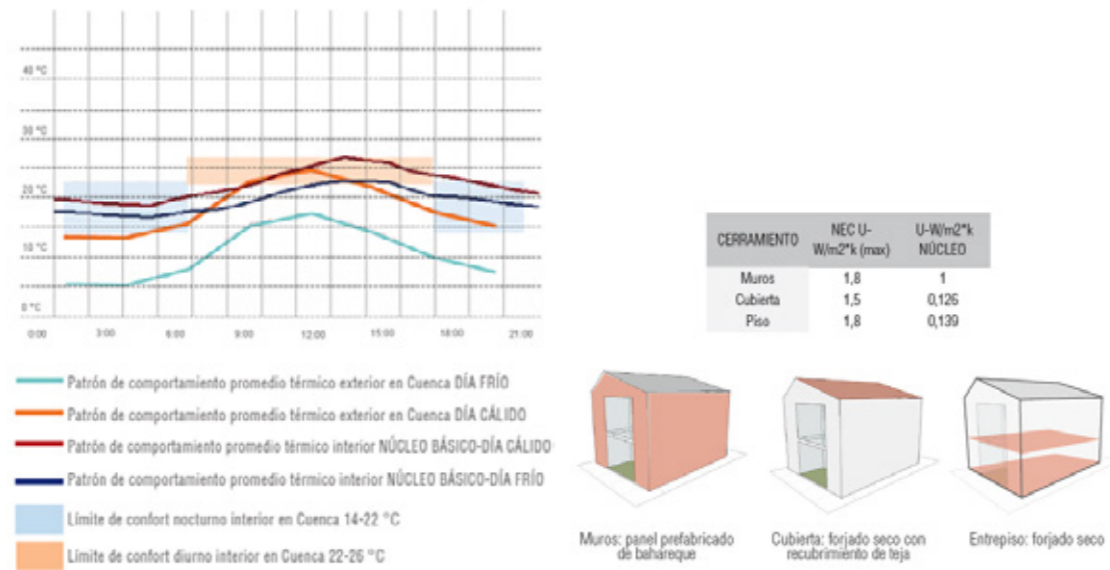 40 °C
30 °C
20 °C
10 °C
0 °C
0:00 3:00 6:00 9:00 12:00 15:00 18:00 21:00
Patrón de comportamiento promedio térmico exterior en Cuenca DÍA FRÍO
Patrón de comportamiento promedio térmico exterior en Cuenca DÍA CÁLIDO
Patrón de comportamiento promedio térmico interior NÚCLEO BÁSICO-DÍA CÁLIDO
Patrón de comportamiento promedio térmico interior NÚCLEO BÁSICO-DÍA FRÍO
Límite de confort nocturno interior en Cuenca 14-22 °C
Límite de confort diurno interior en Cuenca 22-26 °C
CERRAMIENTO NEC U-W/m2*k (max) U-W/m2*k NÚCLEO
Muros 1,8 1
Cubierta 1,5 0,126
Piso 1,8 0,139
Muros: panel prefabricado
de bahareque
Cubierta: forjado seco con
recubrimiento de teja
Entrepiso: forjado seco